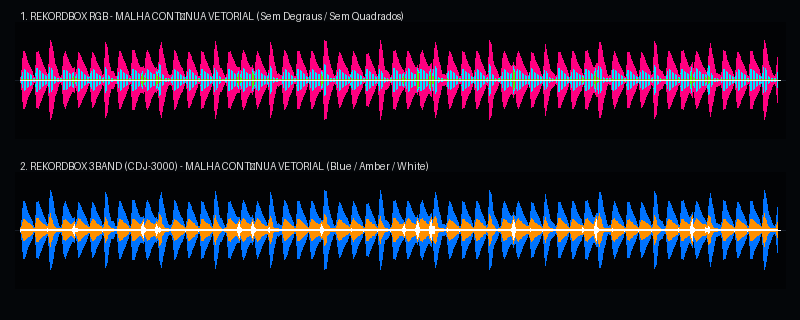 1. REKORDBOX RGB - MALHA CONT▯NUA VETORIAL (Sem Degraus / Sem Quadrados)
2. REKORDBOX 3BAND (CDJ-3000) - MALHA CONT▯NUA VETORIAL (Blue / Amber / White)